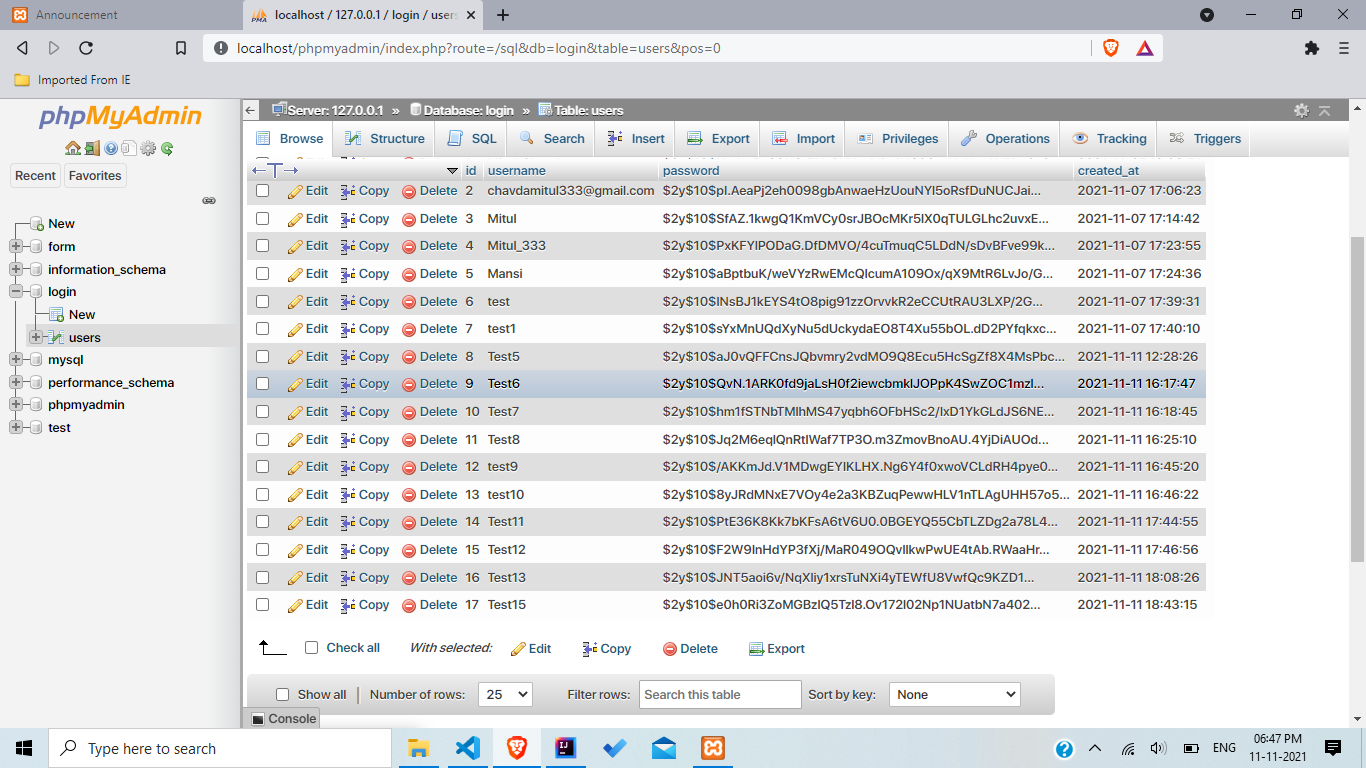 Announcement
localhost / 127.0.0.1 / login / users
localhost/phpmyadmin/index.php?route=/sql&db=login&table=users&pos=0
Imported From IE
phpMyAdmin
Recent Favorites
New
form
information_schema
login
New
users
mysql
performance_schema
phpmyadmin
test
Server: 127.0.0.1 » Database: login » Table: users
Browse Structure SQL Search Insert Export Import Privileges Operations Tracking Triggers
id username password created_at
Edit Copy Delete 2 chavdamitul333@gmail.com $2y$10$pI.AeaPj2eh0098gbAnwaeHzUouNYI5oRsfDuNUCJai... 2021-11-07 17:06:23
Edit Copy Delete 3 Mitul $2y$10$SfAZ.1kwgQ1KmVCy0srJBOcMKr5IX0qTULGLhc2uvxE... 2021-11-07 17:14:42
Edit Copy Delete 4 Mitul_333 $2y$10$PxKFYIPODaG.DfDMVO/4cuTmuqC5LDdN/sDvBFve99k... 2021-11-07 17:23:55
Edit Copy Delete 5 Mansi $2y$10$aBptbuK/weVYzRwEMcQIcumA109Ox/qX9MtR6LvJo/G... 2021-11-07 17:24:36
Edit Copy Delete 6 test $2y$10$INsBJ1kEYS4tO8pig91zzOrvvkR2eCCUtRAU3LXP/2G... 2021-11-07 17:39:31
Edit Copy Delete 7 test1 $2y$10$sYxMnUQdXyNu5dUckydaEO8T4Xu55bOL.dD2PYfqkxc... 2021-11-07 17:40:10
Edit Copy Delete 8 Test5 $2y$10$aJ0vQFFCnsJQbvmry2vdMO9Q8Ecu5HcSgZf8X4MsPbc... 2021-11-11 12:28:26
Edit Copy Delete 9 Test6 $2y$10$QvN.1ARK0fd9jaLsH0f2iewcbmkIJOPpK4SwZOC1mzI... 2021-11-11 16:17:47
Edit Copy Delete 10 Test7 $2y$10$hm1fSTNbTMIhMS47yqbh6OFbHSc2/IxD1YkGLdJS6NE... 2021-11-11 16:18:45
Edit Copy Delete 11 Test8 $2y$10$Jq2M6eqIQnRtIWaf7TP3O.m3ZmovBnoAU.4YjDiAUOd... 2021-11-11 16:25:10
Edit Copy Delete 12 test9 $2y$10$/AKKmJd.V1MDwgEYIKLHX.Ng6Y4f0xwoVCLdRH4pye0... 2021-11-11 16:45:20
Edit Copy Delete 13 test10 $2y$10$8yJRdMNxE7VOy4e2a3KBZuqPewwHLV1nTLAgUHH57o5... 2021-11-11 16:46:22
Edit Copy Delete 14 Test11 $2y$10$PtE36K8Kk7bKFsA6tV6U0.0BGEYQ55CbTLZDg2a78L4... 2021-11-11 17:44:55
Edit Copy Delete 15 Test12 $2y$10$F2W9InHdYP3fXj/MaR049OQvIIkwPwUE4tAb.RWaaHr... 2021-11-11 17:46:56
Edit Copy Delete 16 Test13 $2y$10$JNT5aoi6v/NqXIiy1xrsTuNXi4yTEWfU8VwfQc9KZD1... 2021-11-11 18:08:26
Edit Copy Delete 17 Test15 $2y$10$e0h0Ri3ZoMGBzIQ5TzI8.Ov172I02Np1NUatbN7a402... 2021-11-11 18:43:15
Check all With selected: Edit Copy Delete Export
Show all Number of rows: 25 Filter rows: Search this table Sort by key: None
Console
Type here to search
ENG
06:47 PM
11-11-2021